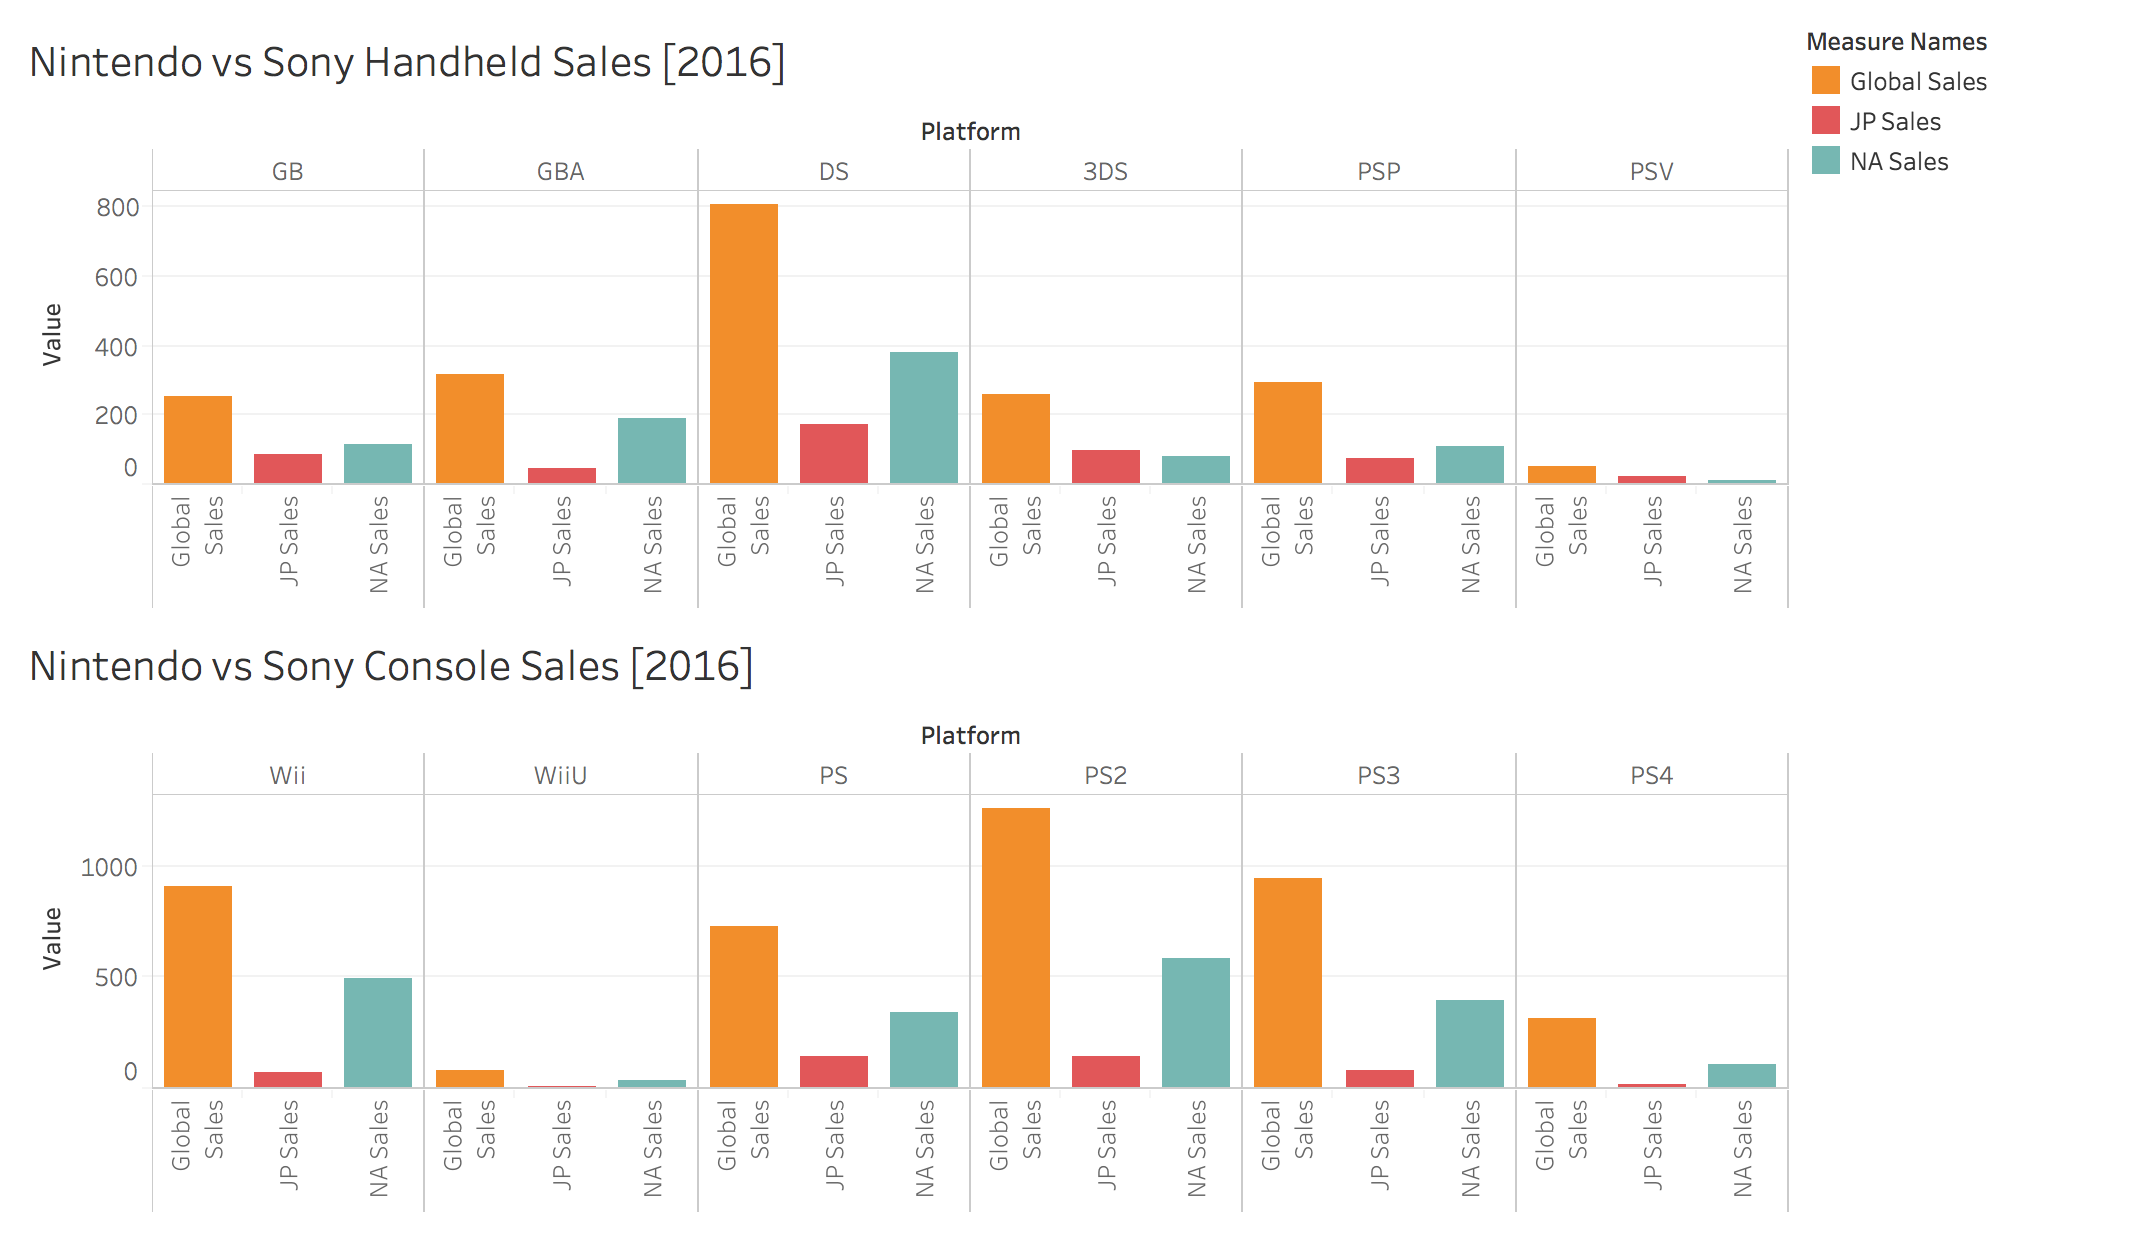 Nintendo vs Sony Handheld Sales [2016]
Measure Names
Global Sales
JP Sales
NA Sales
Platform
GB GBA DS 3DS PSP PSV
Value
800
600
400
200
0
Global Sales JP Sales NA Sales Global Sales JP Sales NA Sales Global Sales JP Sales NA Sales Global Sales JP Sales NA Sales Global Sales JP Sales NA Sales Global Sales JP Sales NA Sales
Nintendo vs Sony Console Sales [2016]
Platform
Wii WiiU PS PS2 PS3 PS4
Value
1000
500
0
Global Sales JP Sales NA Sales Global Sales JP Sales NA Sales Global Sales JP Sales NA Sales Global Sales JP Sales NA Sales Global Sales JP Sales NA Sales Global Sales JP Sales NA Sales